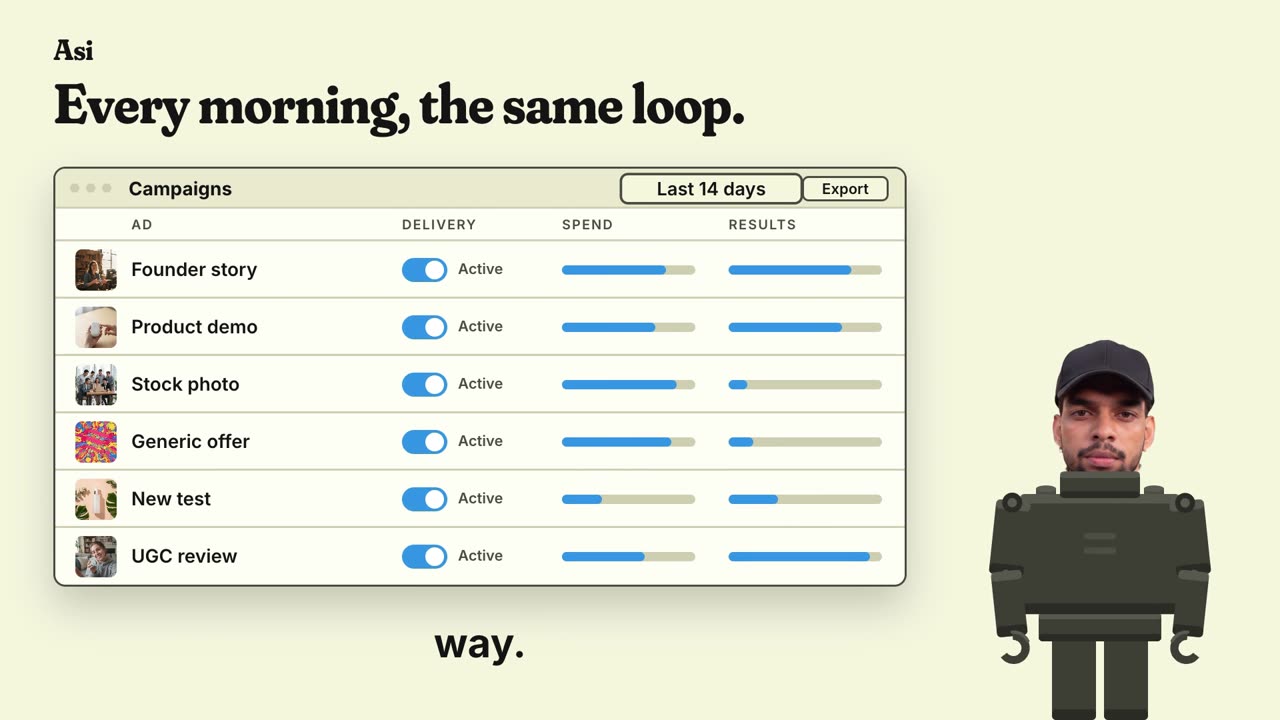 Asi
Every morning, the same loop.
Campaigns
Last 14 days
Export
AD DELIVERY SPEND RESULTS
Founder story Active
Product demo Active
Stock photo Active
Generic offer Active
New test Active
UGC review Active
way.